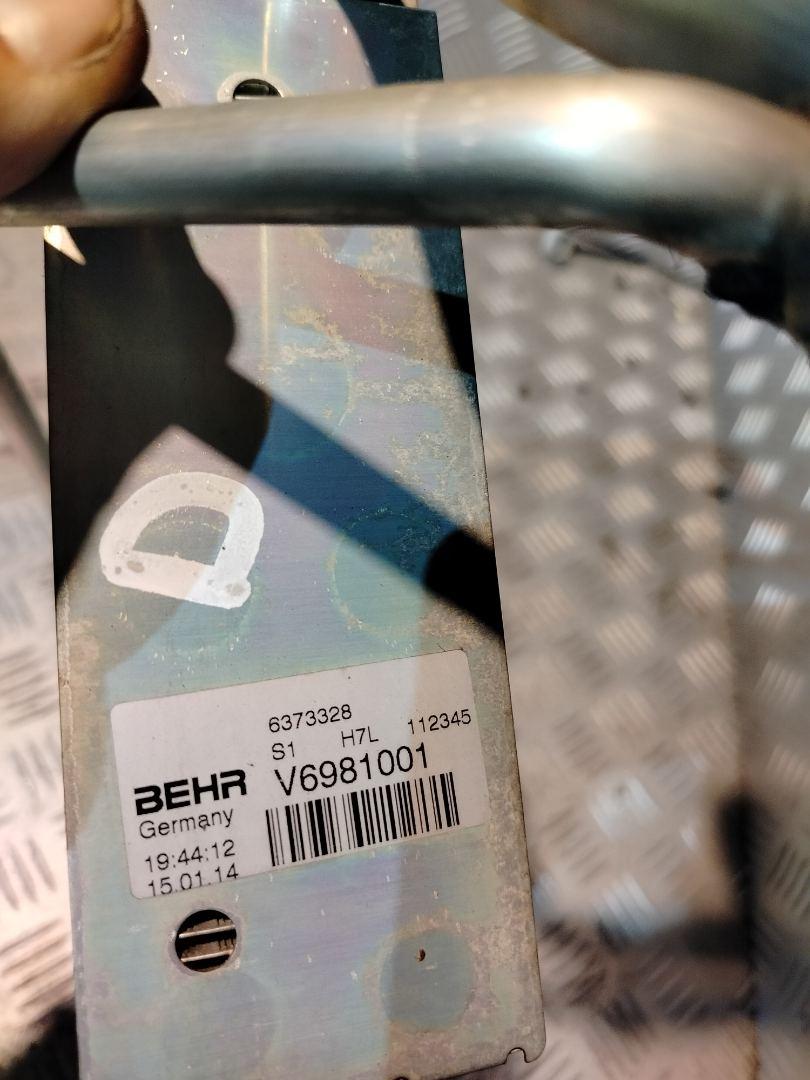 D
6373328
S1 H7L 112345
BEHR V6981001
Germany
19:44:12
15.01.14